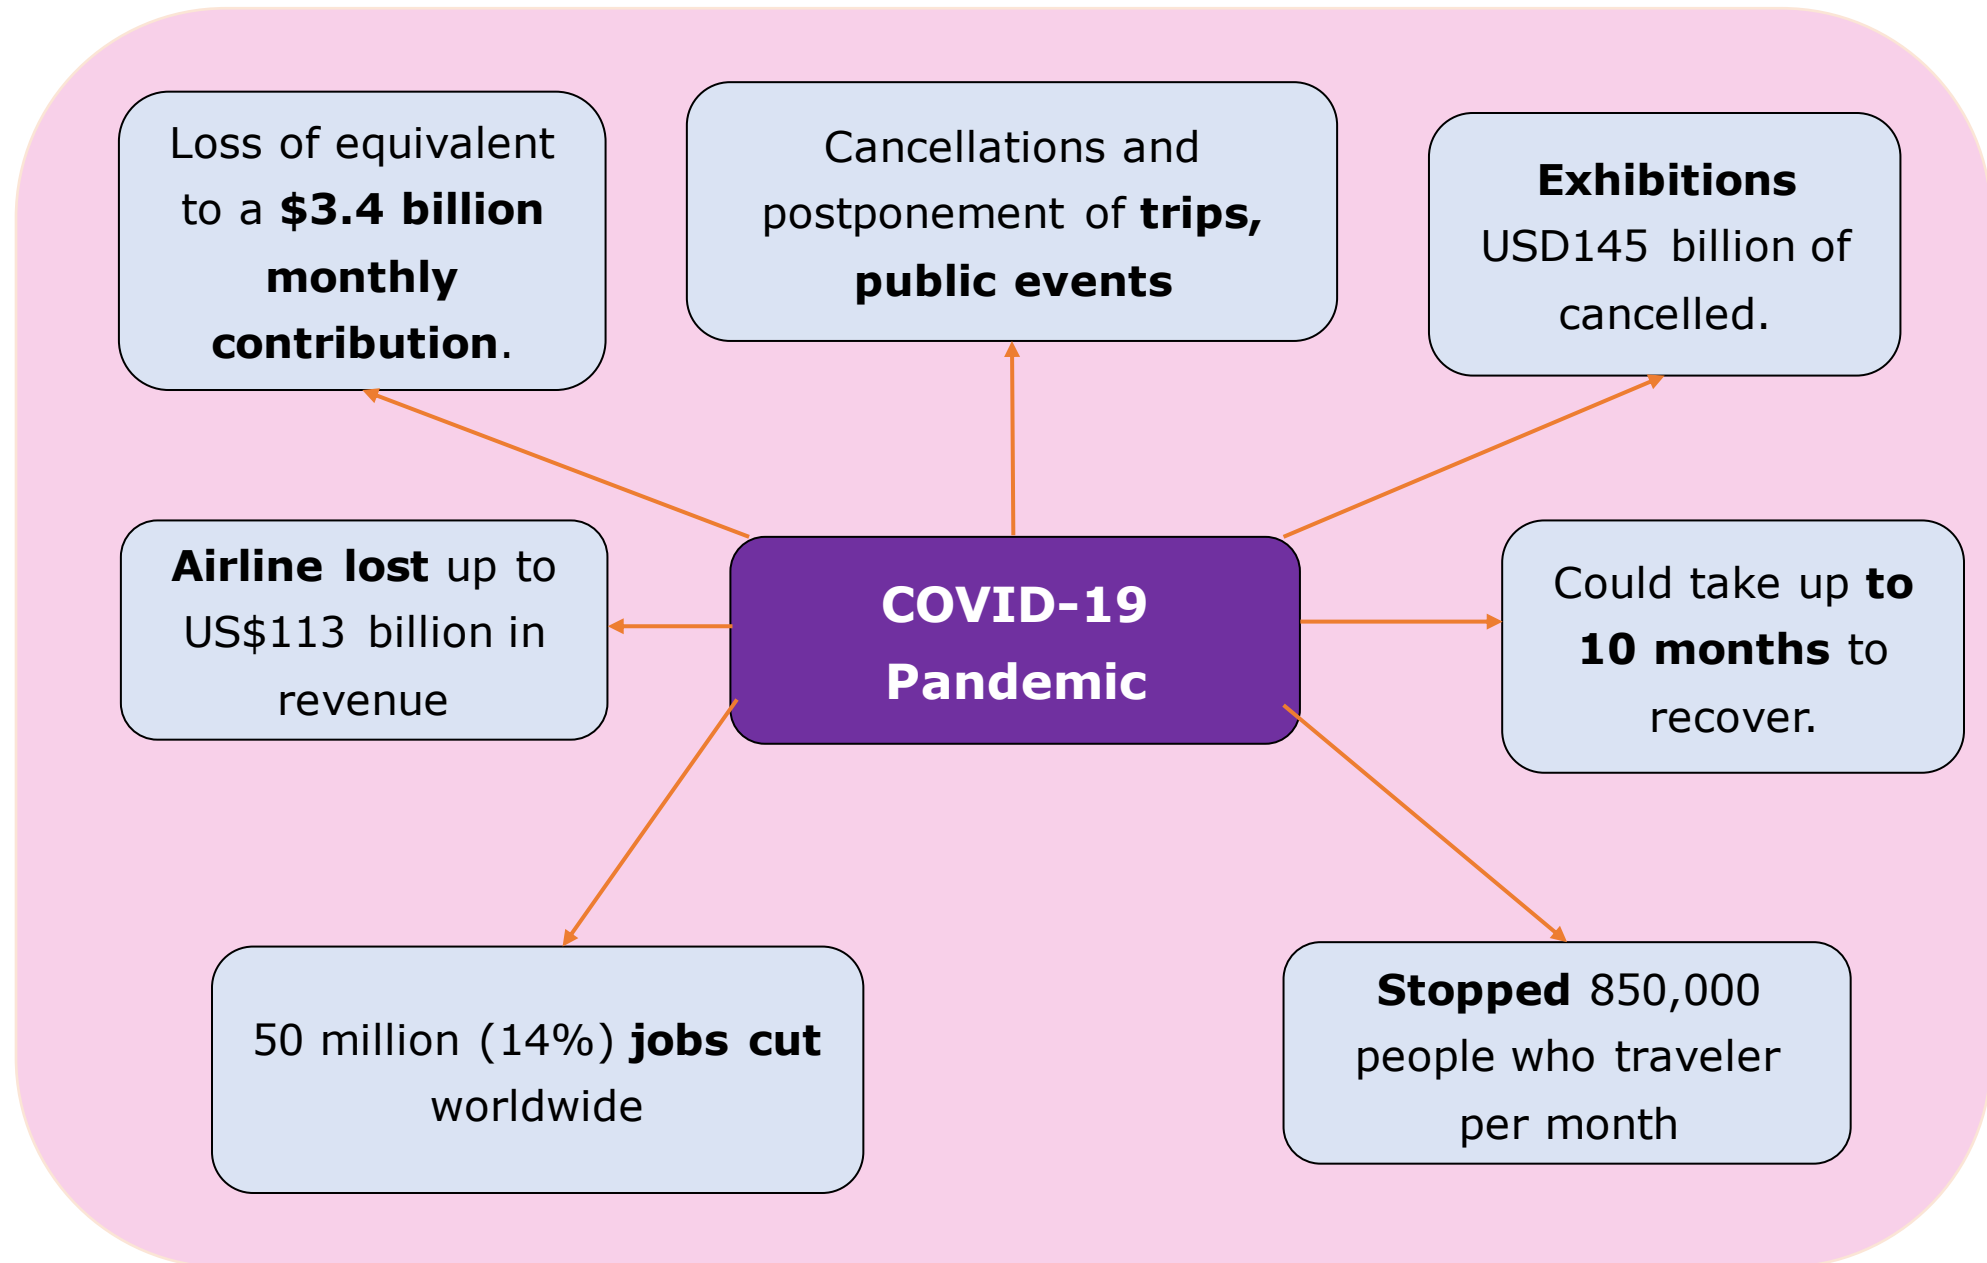 Loss of equivalent
to a $3.4 billion
monthly
contribution.
Cancellations and
postponement of trips,
public events
Exhibitions
USD145 billion of
cancelled.
Airline lost up to
US$113 billion in
revenue
COVID-19
Pandemic
Could take up to
10 months to
recover.
50 million (14%) jobs cut
worldwide
Stopped 850,000
people who traveler
per month